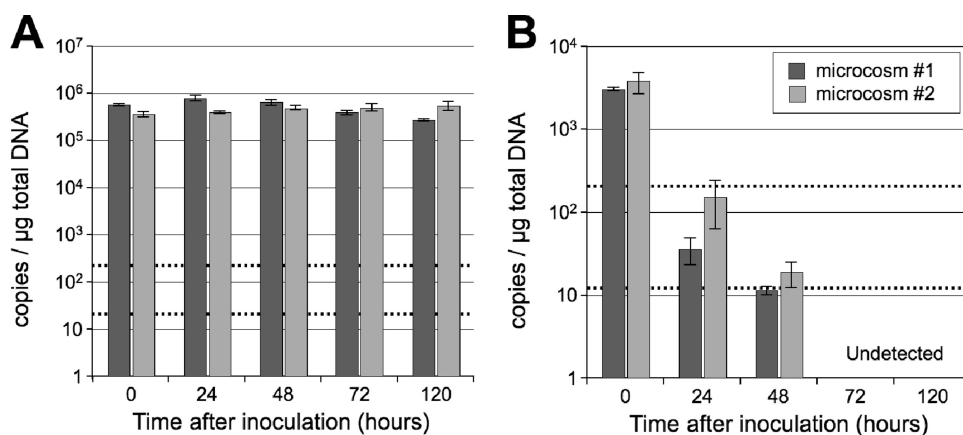 A
copies / µg total DNA
10⁷
10⁶
10⁵
10⁴
10³
10²
10
1
0 24 48 72 120
Time after inoculation (hours)
B
copies / µg total DNA
10⁴
10³
10²
10
1
microcosm #1
microcosm #2
Undetected
0 24 48 72 120
Time after inoculation (hours)